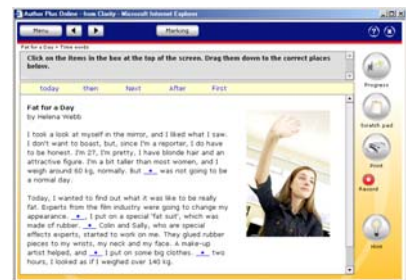 Author Plus Online - from Clarity - Microsoft Internet Explorer
Menu
Marking
Fat for a Day > Time words
Click on the items in the box at the top of the screen. Drag them down to the correct places
below.
today then Next After First
Fat for a Day
by Helena Webb
I took a look at myself in the mirror, and I liked what I saw.
I don't want to boast, but, since I'm a reporter, I do have
to be honest. I'm 27, I'm pretty, I have blonde hair and an
attractive figure. I'm a bit taller than most women, and I
weigh around 60 kg, normally. But was not going to be
a normal day.
Today, I wanted to find out what it was like to be really
fat. Experts from the film industry were going to change my
appearance. I put on a special 'fat suit', which was
made of rubber. Colin and Sally, who are special
effects experts, started to work on me. They glued rubber
pieces to my wrists, my neck and my face. A make-up
artist helped, and I put on some big clothes. two
hours, I looked as if I weighed over 140 kg.
Progress
Scratch pad
Print
Record
Hint